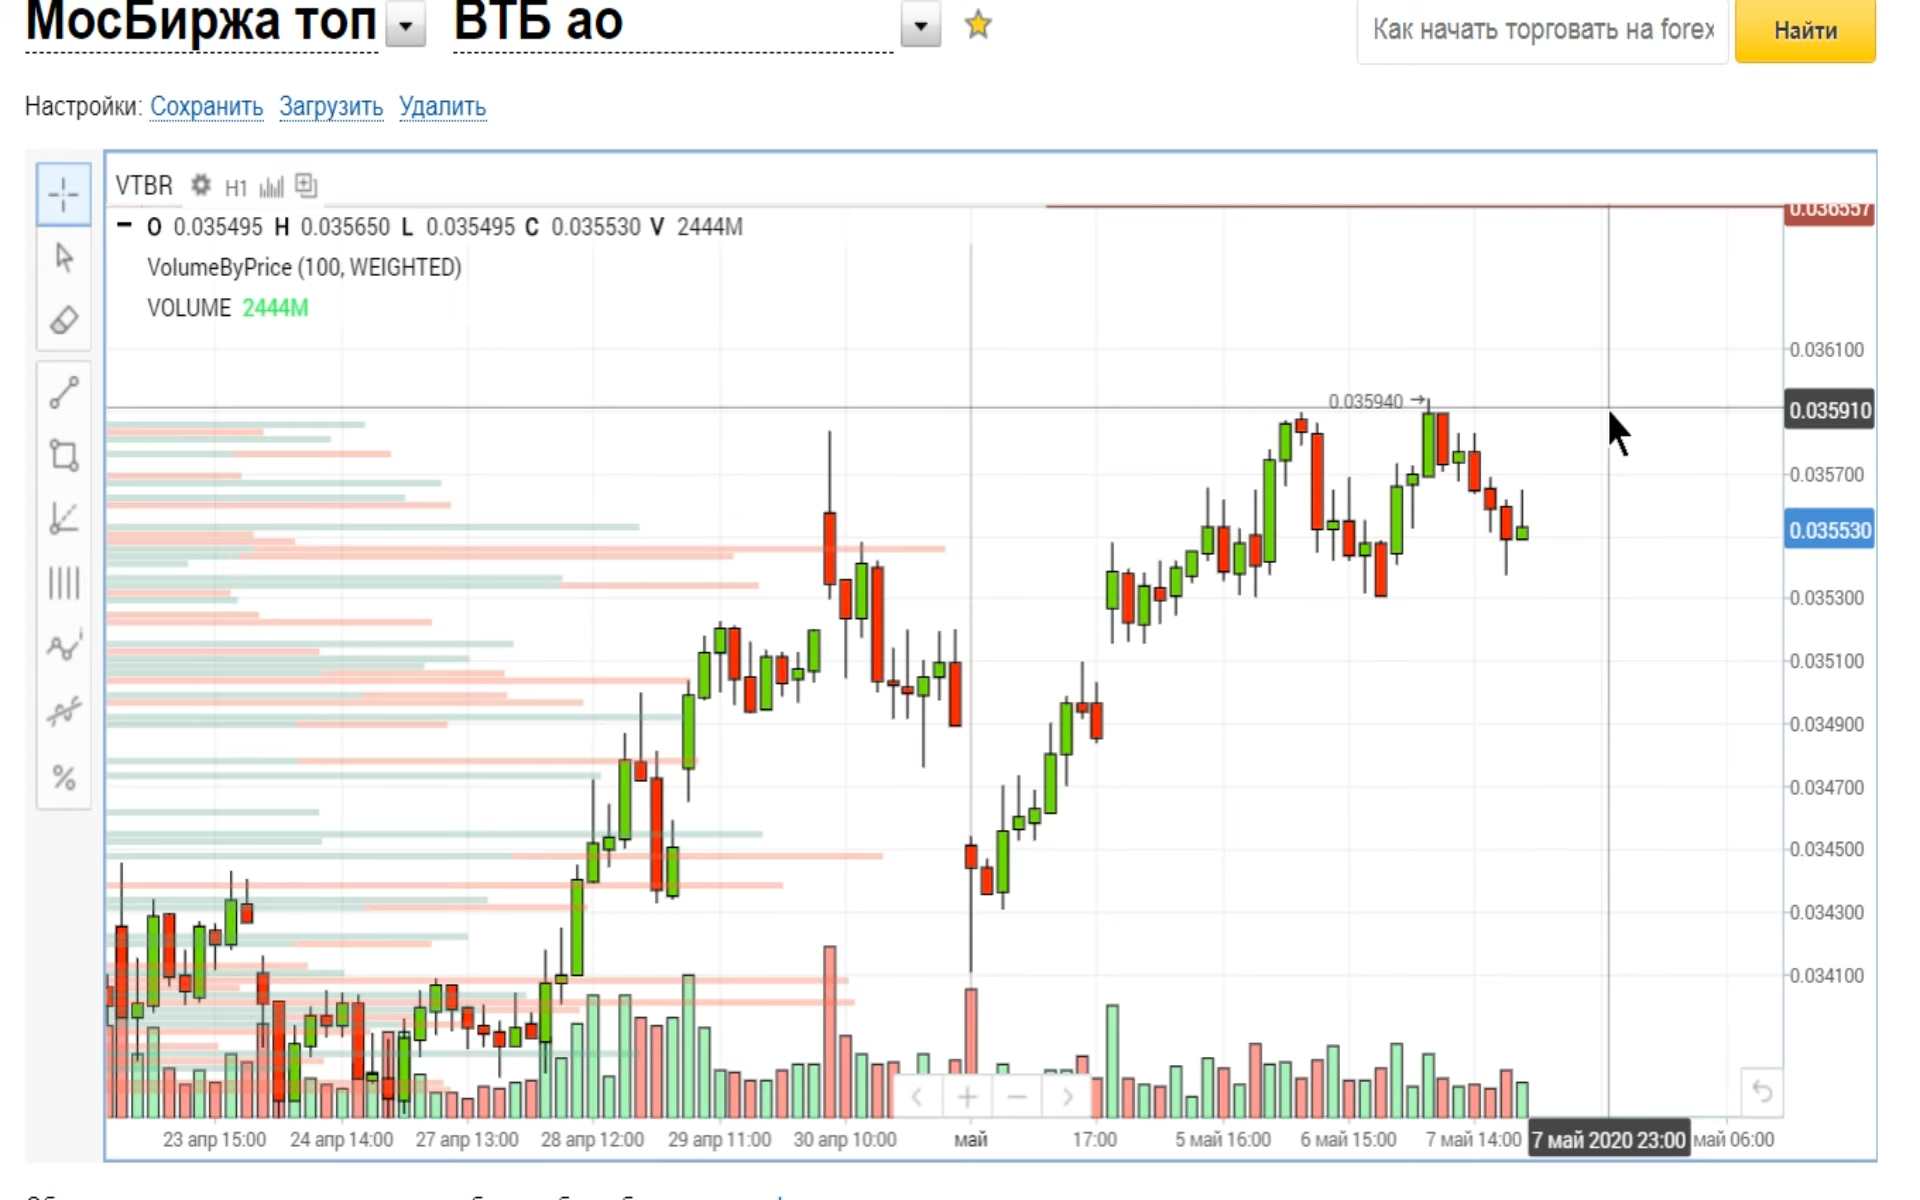 МосБиржа топ ВТБ ао
Как начать торговать на forex Найти
Настройки: Сохранить Загрузить Удалить
VTBR H1
0.036557
O 0.035495 H 0.035650 L 0.035495 C 0.035530 V 2444M
VolumeByPrice (100, WEIGHTED)
VOLUME 2444M
0.036100
0.035940 →
0.035910
0.035700
0.035530
0.035300
0.035100
0.034900
0.034700
0.034500
0.034300
0.034100
23 апр 15:00 24 апр 14:00 27 апр 13:00 28 апр 12:00 29 апр 11:00 30 апр 10:00 май 17:00 5 май 16:00 6 май 15:00 7 май 14:00 7 май 2020 23:00 май 06:00